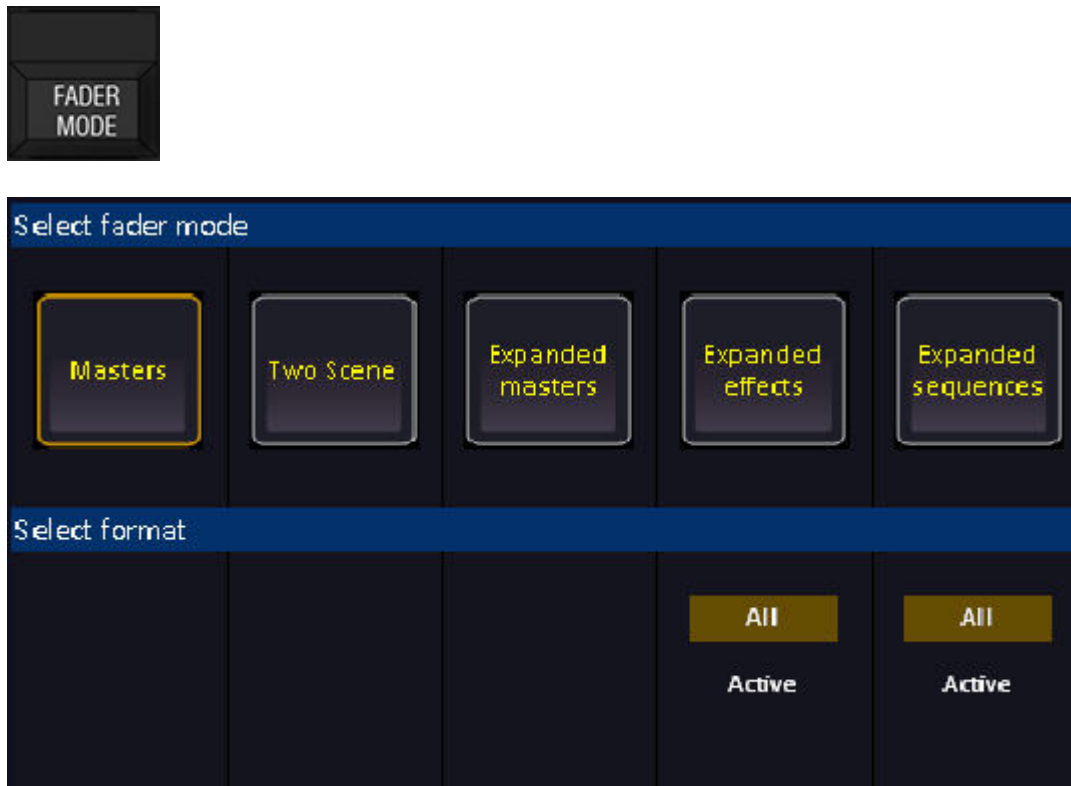 FADER
MODE
Select fader mode
Masters
Two Scene
Expanded
masters
Expanded
effects
Expanded
sequences
Select format
All
All
Active
Active